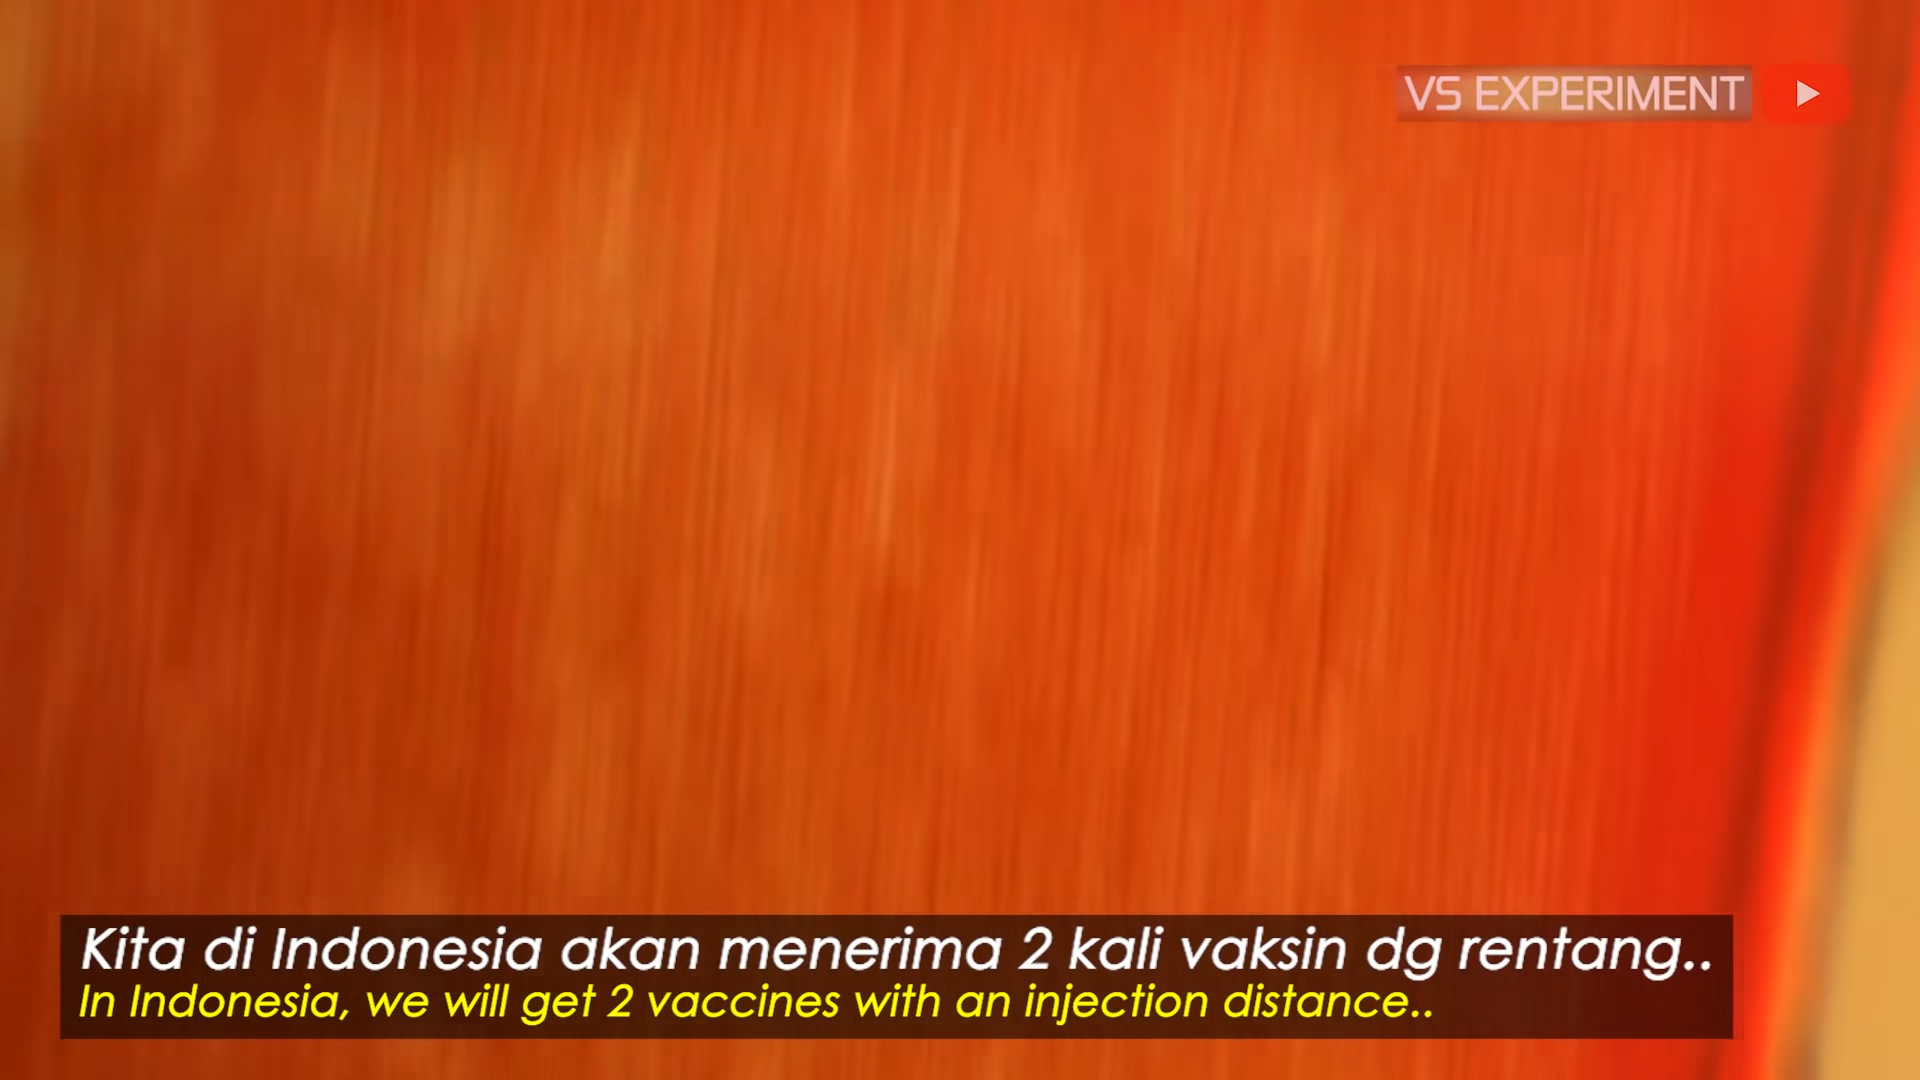 VS EXPERIMENT
Kita di Indonesia akan menerima 2 kali vaksin dg rentang..
In Indonesia, we will get 2 vaccines with an injection distance..